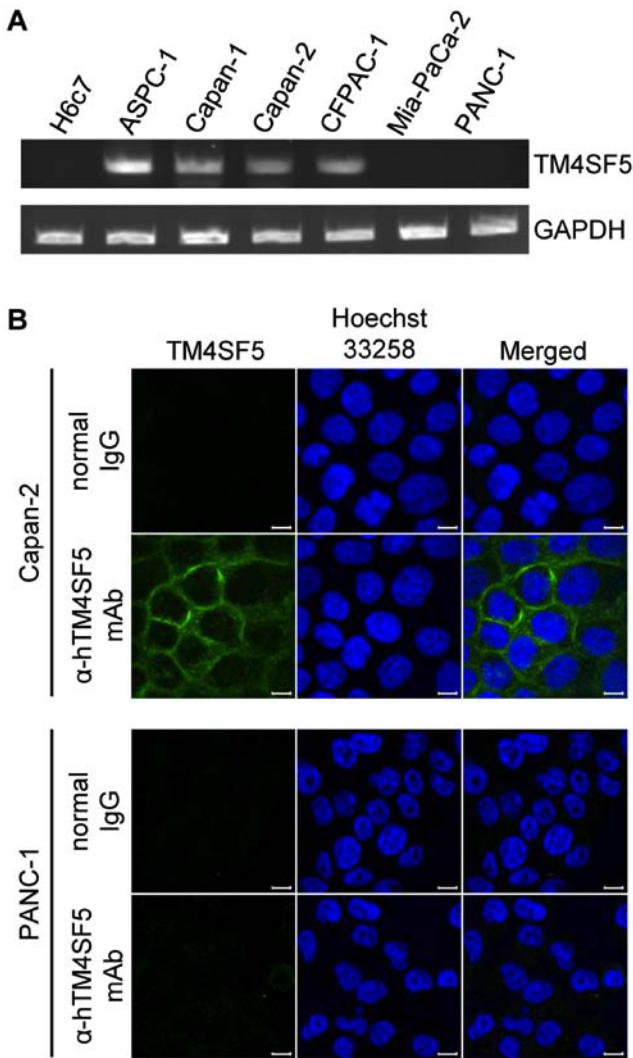 A
H6c7
ASPC-1
Capan-1
Capan-2
CFPAC-1
Mia-PaCa-2
PANC-1
TM4SF5
GAPDH
B
TM4SF5
Hoechst
33258
Merged
Capan-2
normal
IgG
α-hTM4SF5
mAb
PANC-1
normal
IgG
α-hTM4SF5
mAb